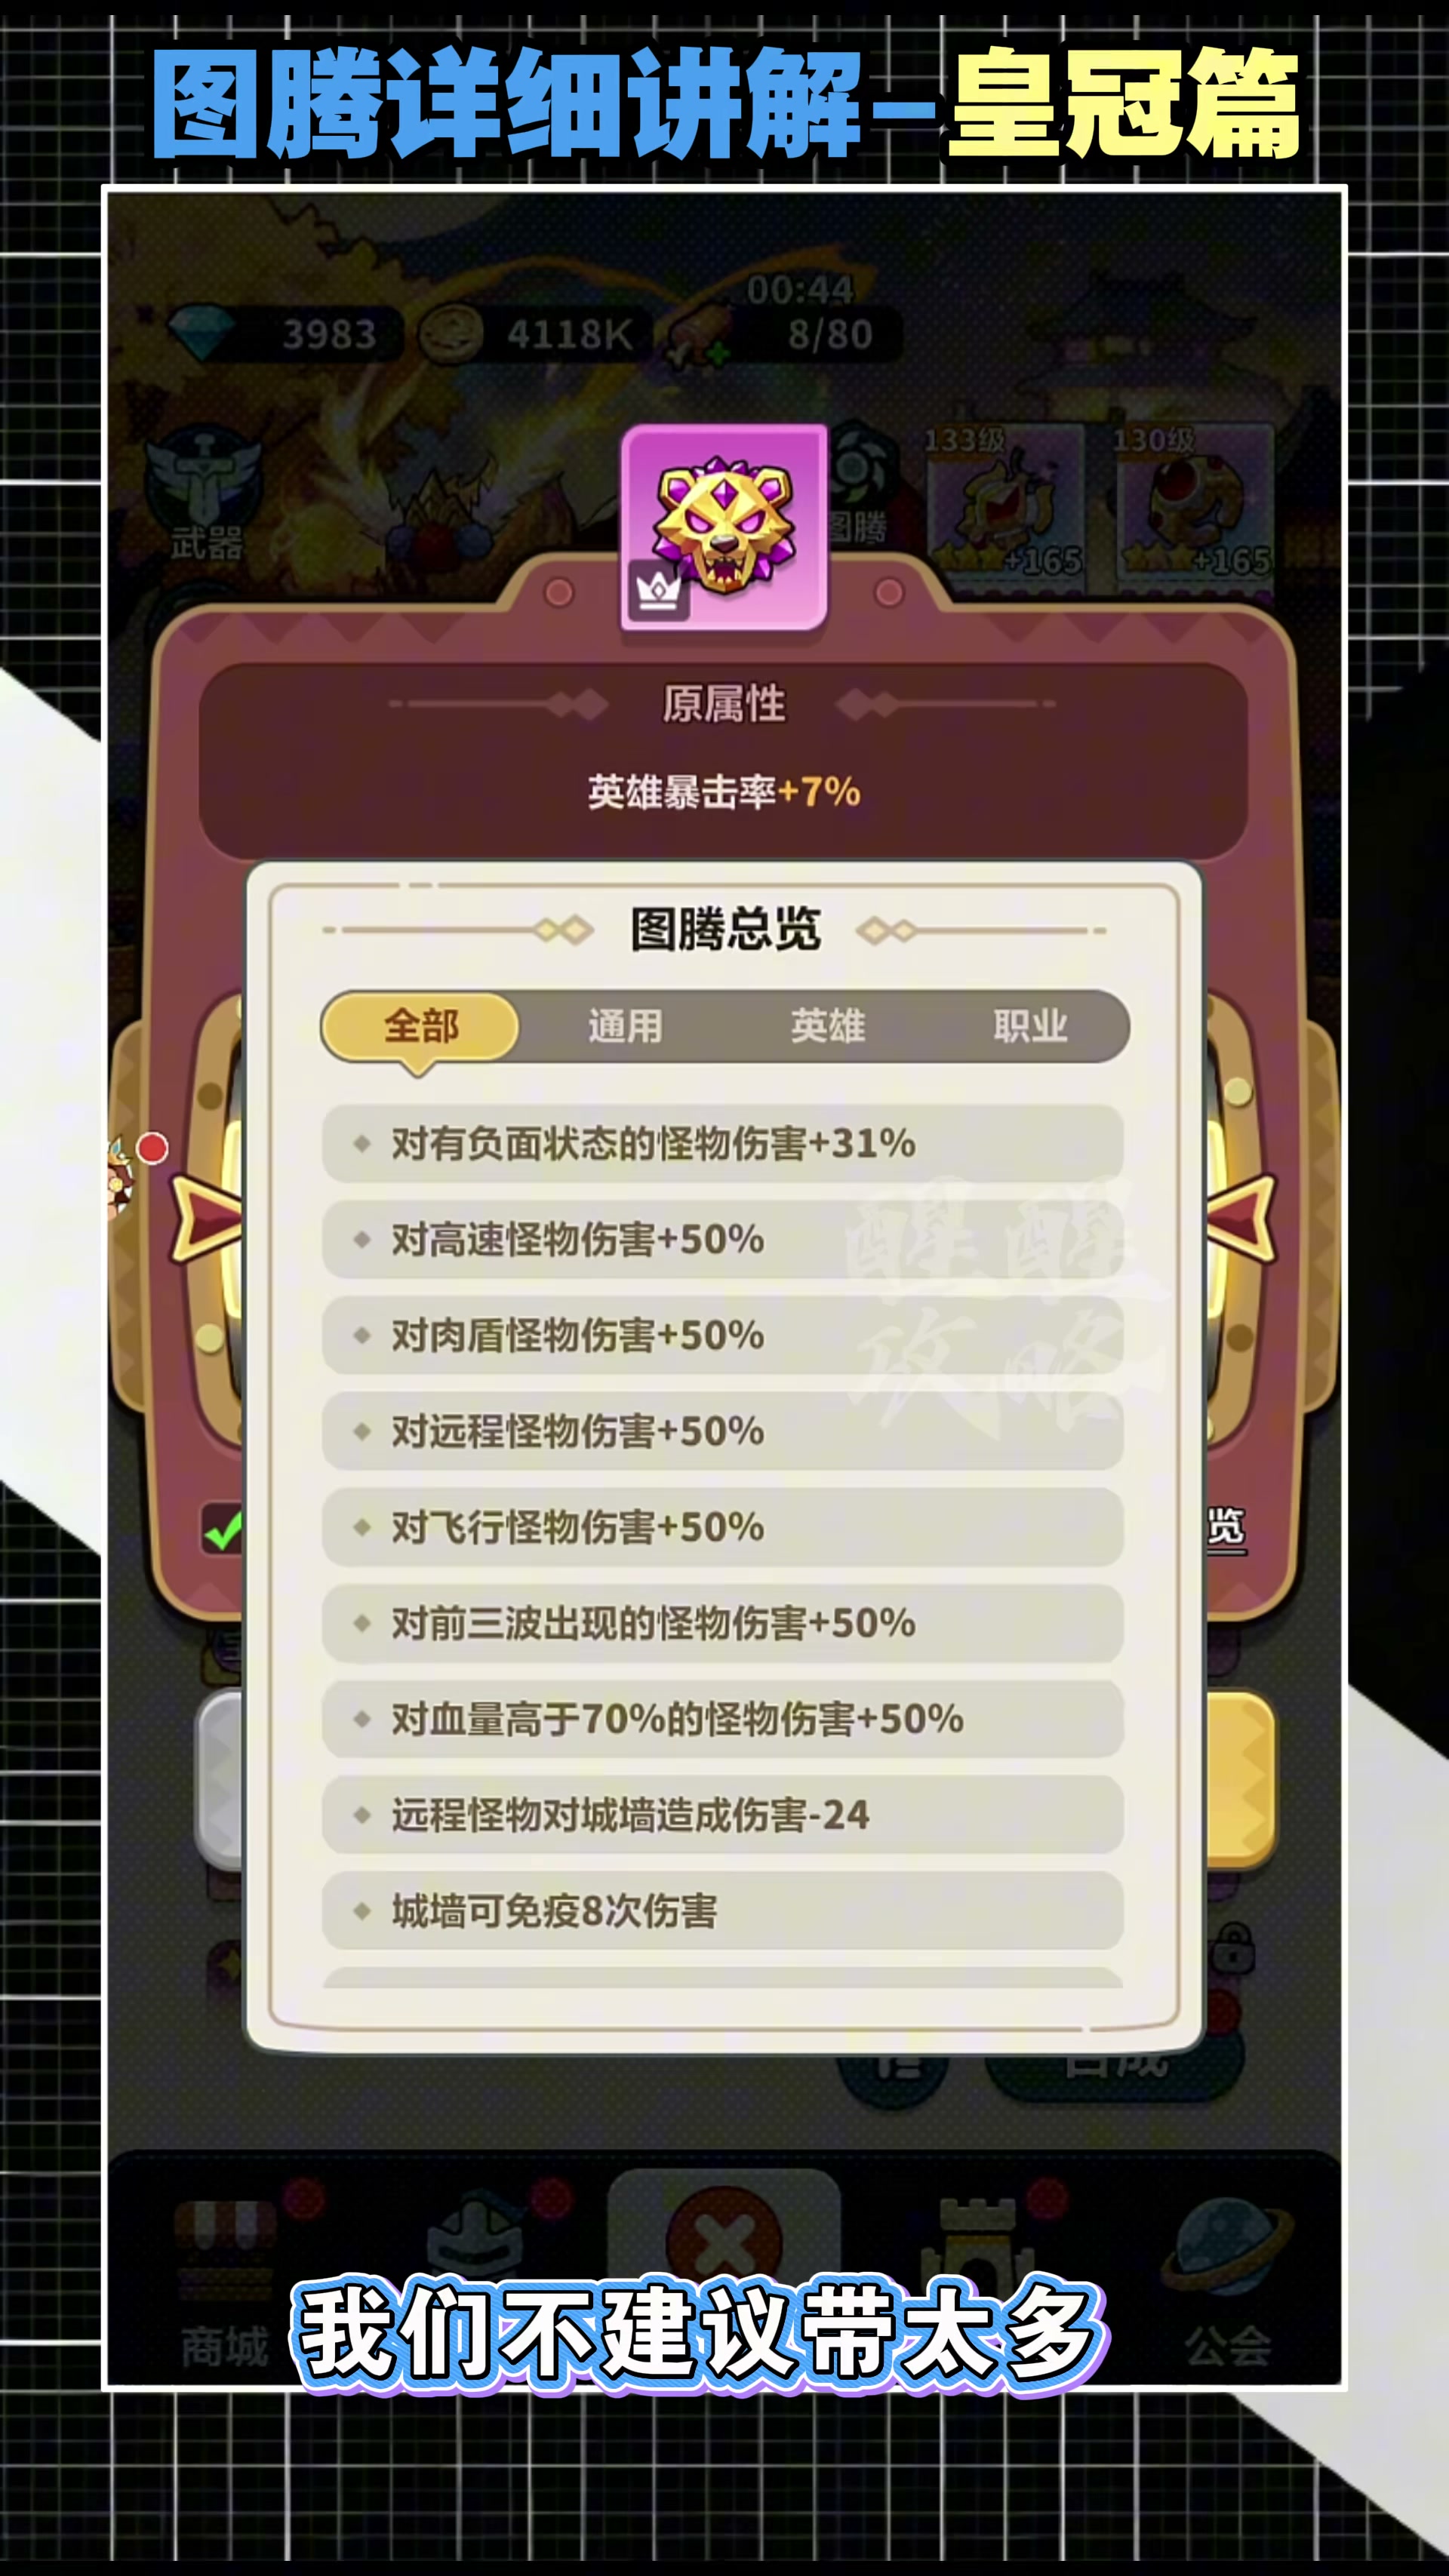 图腾详细讲解-皇冠篇
00:44
3983
4118K
8/80
武器
图腾
133级
+165
130级
+165
原属性
英雄暴击率+7%
图腾总览
全部
通用
英雄
职业
对有负面状态的怪物伤害+31%
对高速怪物伤害+50%
醒醒
攻略
对肉盾怪物伤害+50%
对远程怪物伤害+50%
对飞行怪物伤害+50%
览
对前三波出现的怪物伤害+50%
对血量高于70%的怪物伤害+50%
远程怪物对城墙造成伤害-24
城墙可免疫8次伤害
合成
商城
公会
我们不建议带太多